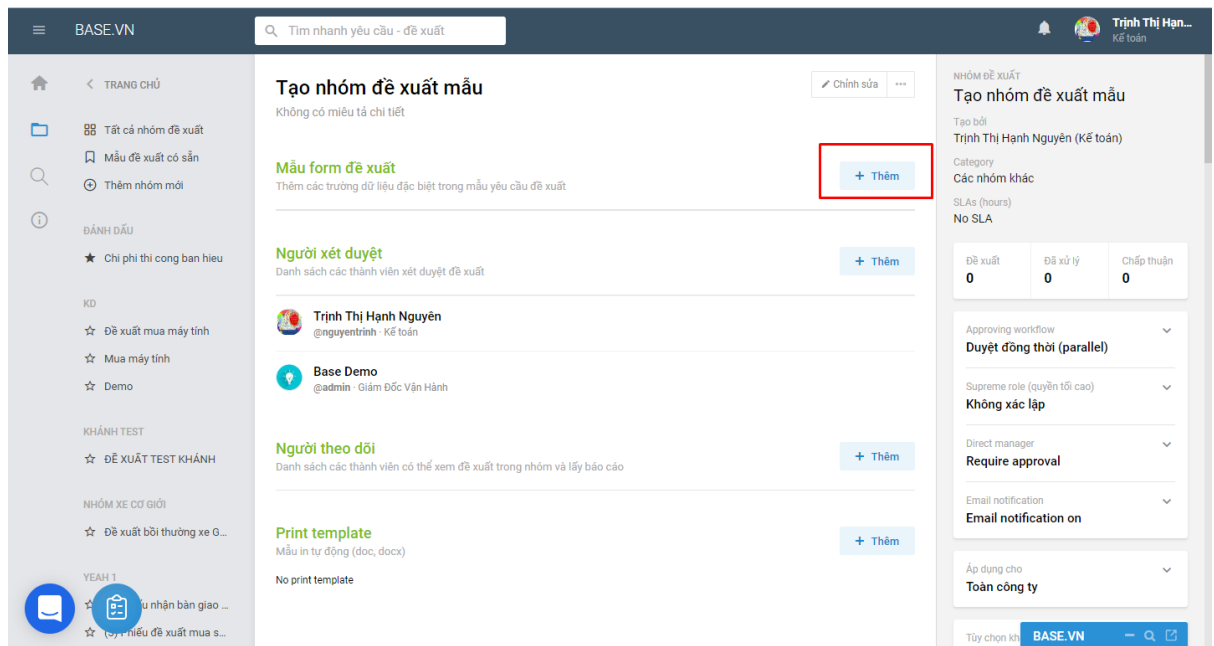 BASE.VN
Tìm nhanh yêu cầu - đề xuất
Trịnh Thị Hạn...
Kế toán
TRANG CHỦ
Tất cả nhóm đề xuất
Mẫu đề xuất có sẵn
Thêm nhóm mới
ĐÁNH DẤU
Chi phi thi cong ban hieu
KD
Đề xuất mua máy tính
Mua máy tính
Demo
KHÁNH TEST
ĐỀ XUẤT TEST KHÁNH
NHÓM XE CƠ GIỚI
Đề xuất bồi thường xe G...
YEAH 1
nhận bàn giao ...
đề xuất mua s...
Tạo nhóm đề xuất mẫu
Không có miêu tả chi tiết
Chỉnh sửa
Mẫu form đề xuất
Thêm các trường dữ liệu đặc biệt trong mẫu yêu cầu đề xuất
+ Thêm
Người xét duyệt
Danh sách các thành viên xét duyệt đề xuất
+ Thêm
Trịnh Thị Hạnh Nguyên
@nguyentrinh · Kế toán
Base Demo
@admin · Giám Đốc Vận Hành
Người theo dõi
Danh sách các thành viên có thể xem đề xuất trong nhóm và lấy báo cáo
+ Thêm
Print template
Mẫu in tự động (doc, docx)
+ Thêm
No print template
NHÓM ĐỀ XUẤT
Tạo nhóm đề xuất mẫu
Tạo bởi
Trịnh Thị Hạnh Nguyên (Kế toán)
Category
Các nhóm khác
SLAs (hours)
No SLA
Đề xuất Đã xử lý Chấp thuận
0 0 0
Approving workflow
Duyệt đồng thời (parallel)
Supreme role (quyền tối cao)
Không xác lập
Direct manager
Require approval
Email notification
Email notification on
Áp dụng cho
Toàn công ty
Tùy chọn
BASE.VN